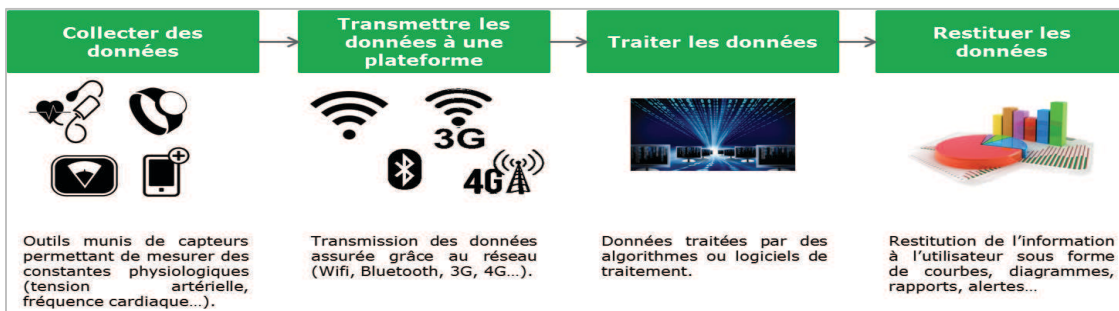 Collecter des
données
Transmettre les
données à une
plateforme
Traiter les données
Restituer les
données
3G
4G
Outils munis de capteurs
permettant de mesurer des
constantes physiologiques
(tension artérielle,
fréquence cardiaque...).
Transmission des données
assurée grâce au réseau
(Wifi, Bluetooth, 3G, 4G...).
Données traitées par des
algorithmes ou logiciels de
traitement.
Restitution de l'information
à l'utilisateur sous forme
de courbes, diagrammes,
rapports, alertes...